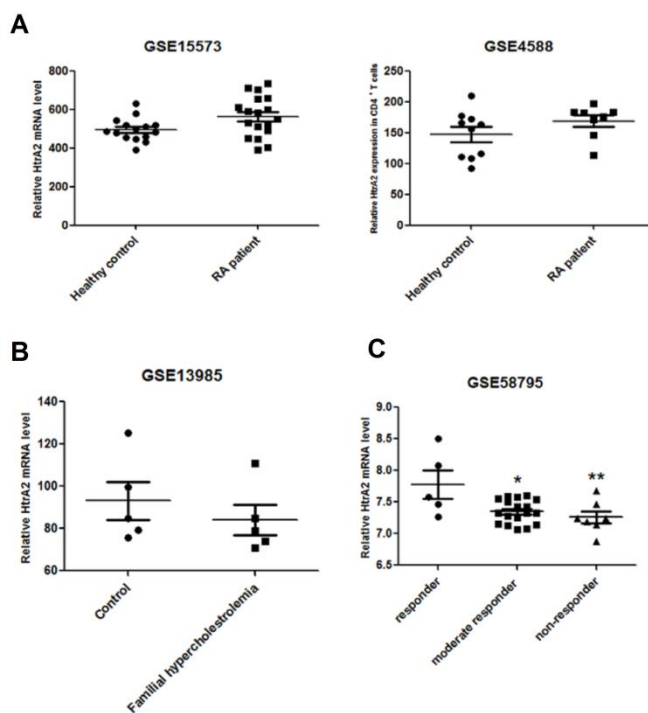 A
GSE15573
Relative HtrA2 mRNA level
800
600
400
200
0
Healthy control
RA patient
GSE4588
Relative HtrA2 expression in CD4⁺ T cells
250
200
150
100
50
0
Healthy control
RA patient
B
GSE13985
Relative HtrA2 mRNA level
140
120
100
80
60
Control
Familial hypercholestrolemia
C
GSE58795
Relative HtrA2 mRNA level
9.0
8.5
8.0
7.5
7.0
6.5
*
**
responder
moderate responder
non-responder